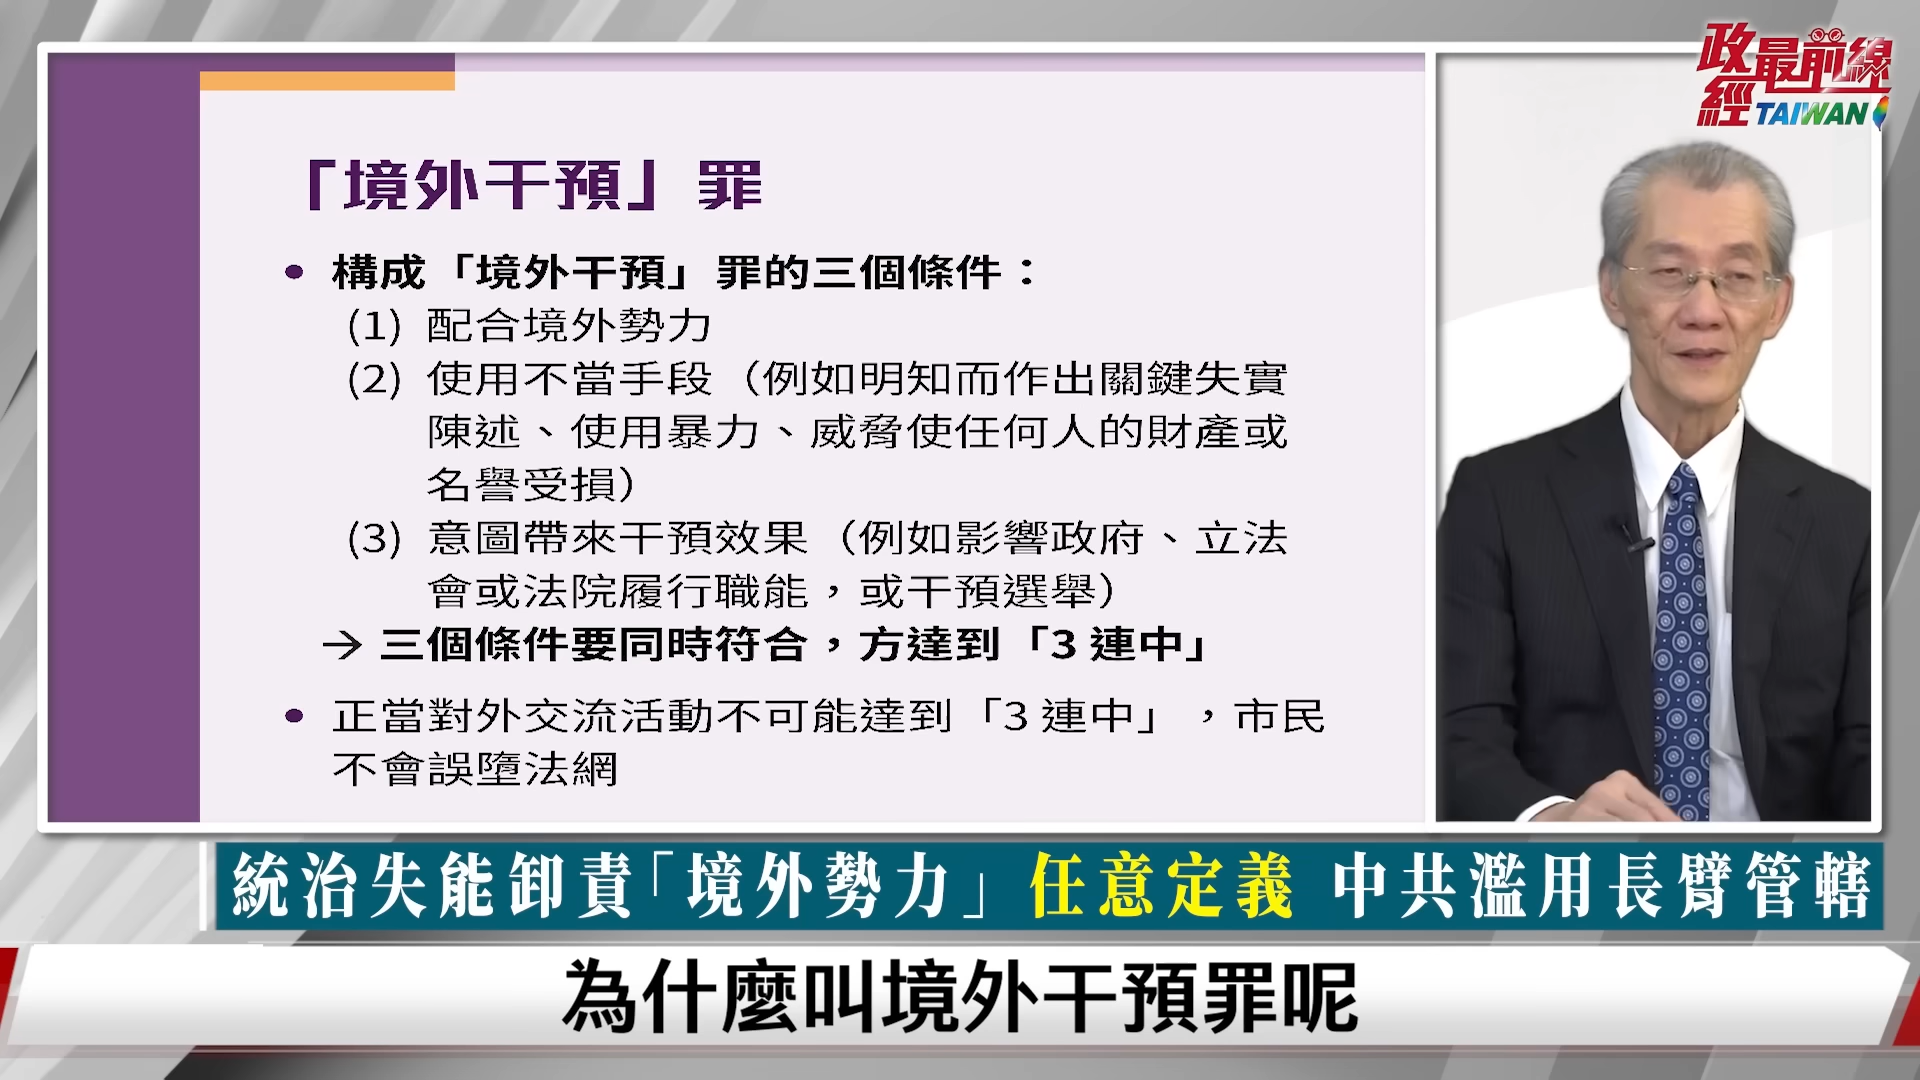 政經最前線
TAIWAN
「境外干預」罪
• 構成「境外干預」罪的三個條件：
(1) 配合境外勢力
(2) 使用不當手段（例如明知而作出關鍵失實
陳述、使用暴力、威脅使任何人的財產或
名譽受損）
(3) 意圖帶來干預效果（例如影響政府、立法
會或法院履行職能，或干預選舉）
→ 三個條件要同時符合，方達到「3 連中」
• 正當對外交流活動不可能達到「3 連中」，市民
不會誤墮法網
統治失能卸責「境外勢力」任意定義 中共濫用長臂管轄
為什麼叫境外干預罪呢